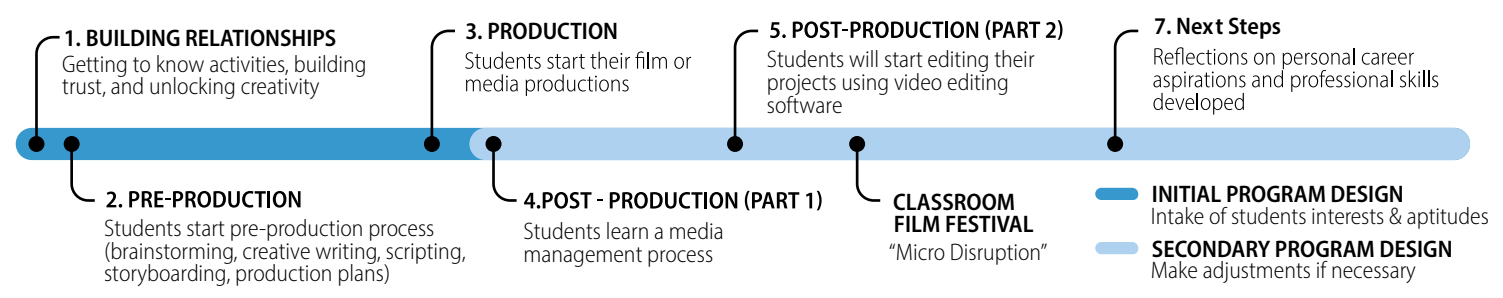 1. BUILDING RELATIONSHIPS
Getting to know activities, building
trust, and unlocking creativity
2. PRE-PRODUCTION
Students start pre-production process
(brainstorming, creative writing, scripting,
storyboarding, production plans)
3. PRODUCTION
Students start their film or
media productions
4.POST - PRODUCTION (PART 1)
Students learn a media
management process
5. POST-PRODUCTION (PART 2)
Students will start editing their
projects using video editing
software
CLASSROOM
FILM FESTIVAL
“Micro Disruption”
7. Next Steps
Reflections on personal career
aspirations and professional skills
developed
INITIAL PROGRAM DESIGN
Intake of students interests & aptitudes
SECONDARY PROGRAM DESIGN
Make adjustments if necessary